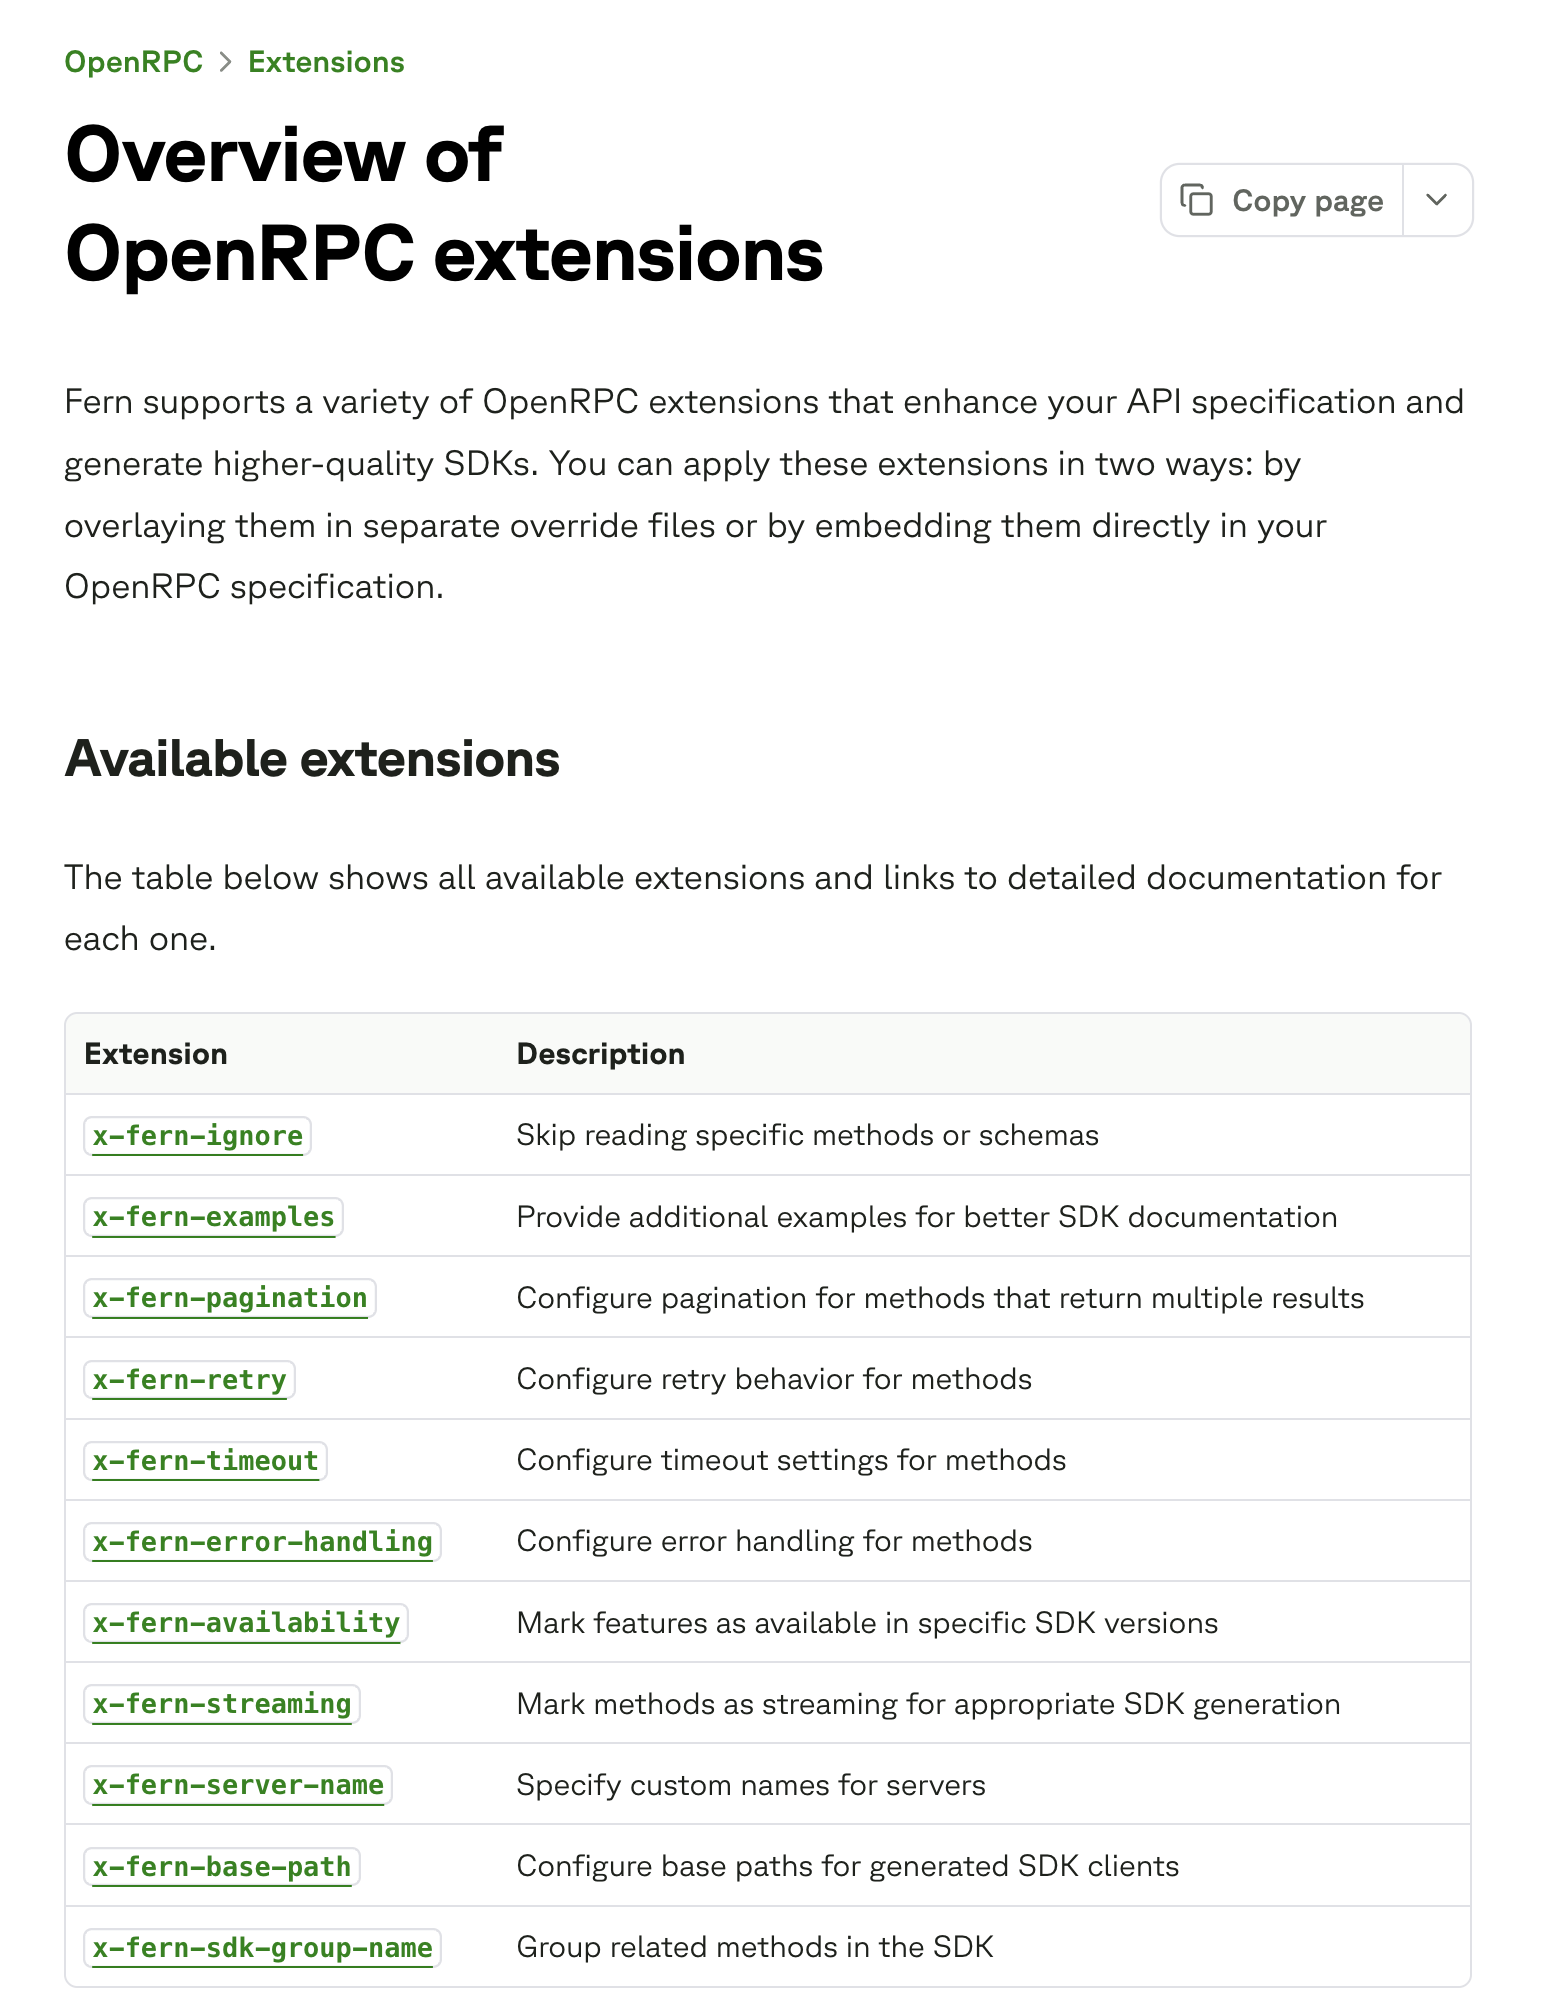 OpenRPC > Extensions
Overview of
OpenRPC extensions
Copy page
Fern supports a variety of OpenRPC extensions that enhance your API specification and
generate higher-quality SDKs. You can apply these extensions in two ways: by
overlaying them in separate override files or by embedding them directly in your
OpenRPC specification.
Available extensions
The table below shows all available extensions and links to detailed documentation for
each one.
Extension Description
x-fern-ignore Skip reading specific methods or schemas
x-fern-examples Provide additional examples for better SDK documentation
x-fern-pagination Configure pagination for methods that return multiple results
x-fern-retry Configure retry behavior for methods
x-fern-timeout Configure timeout settings for methods
x-fern-error-handling Configure error handling for methods
x-fern-availability Mark features as available in specific SDK versions
x-fern-streaming Mark methods as streaming for appropriate SDK generation
x-fern-server-name Specify custom names for servers
x-fern-base-path Configure base paths for generated SDK clients
x-fern-sdk-group-name Group related methods in the SDK